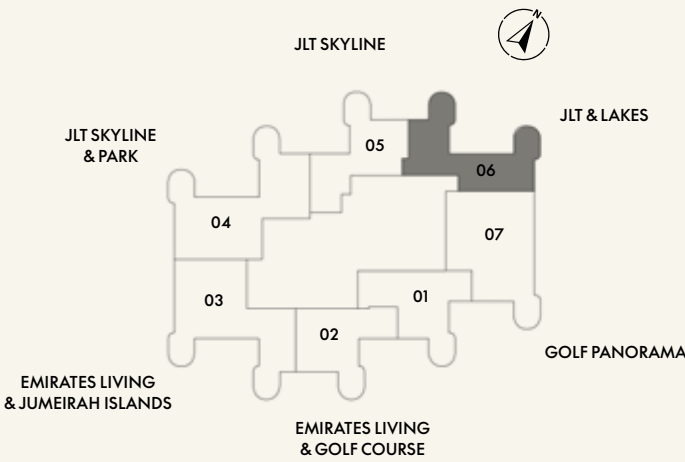 N
JLT SKYLINE
JLT & LAKES
JLT SKYLINE
& PARK
05
06
04
07
03
01
02
GOLF PANORAMA
EMIRATES LIVING
& JUMEIRAH ISLANDS
EMIRATES LIVING
& GOLF COURSE